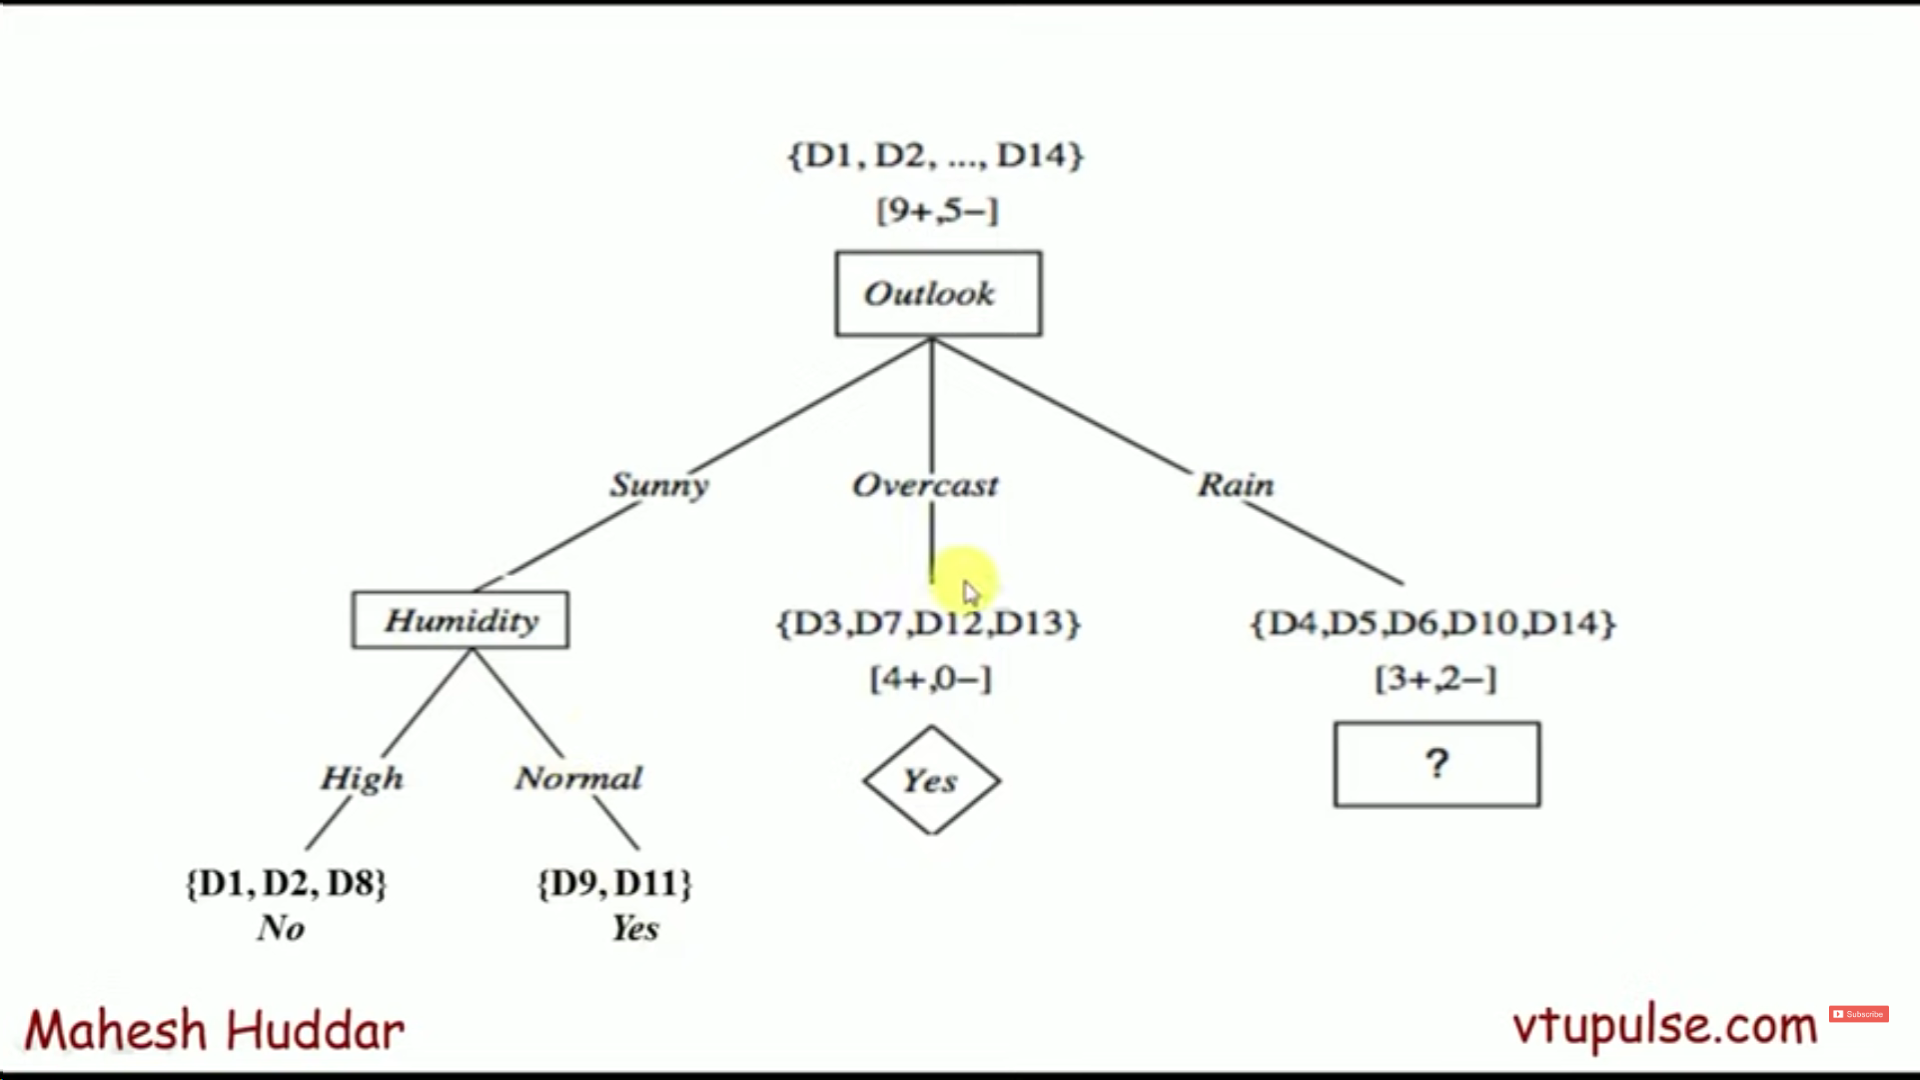 {D1, D2, ..., D14}
[9+,5−]
Outlook
Sunny
Overcast
Rain
Humidity
{D3,D7,D12,D13}
{D4,D5,D6,D10,D14}
[4+,0−]
[3+,2−]
High
Normal
Yes
?
{D1, D2, D8}
{D9, D11}
No
Yes
Mahesh Huddar
vtupulse.com
Subscribe